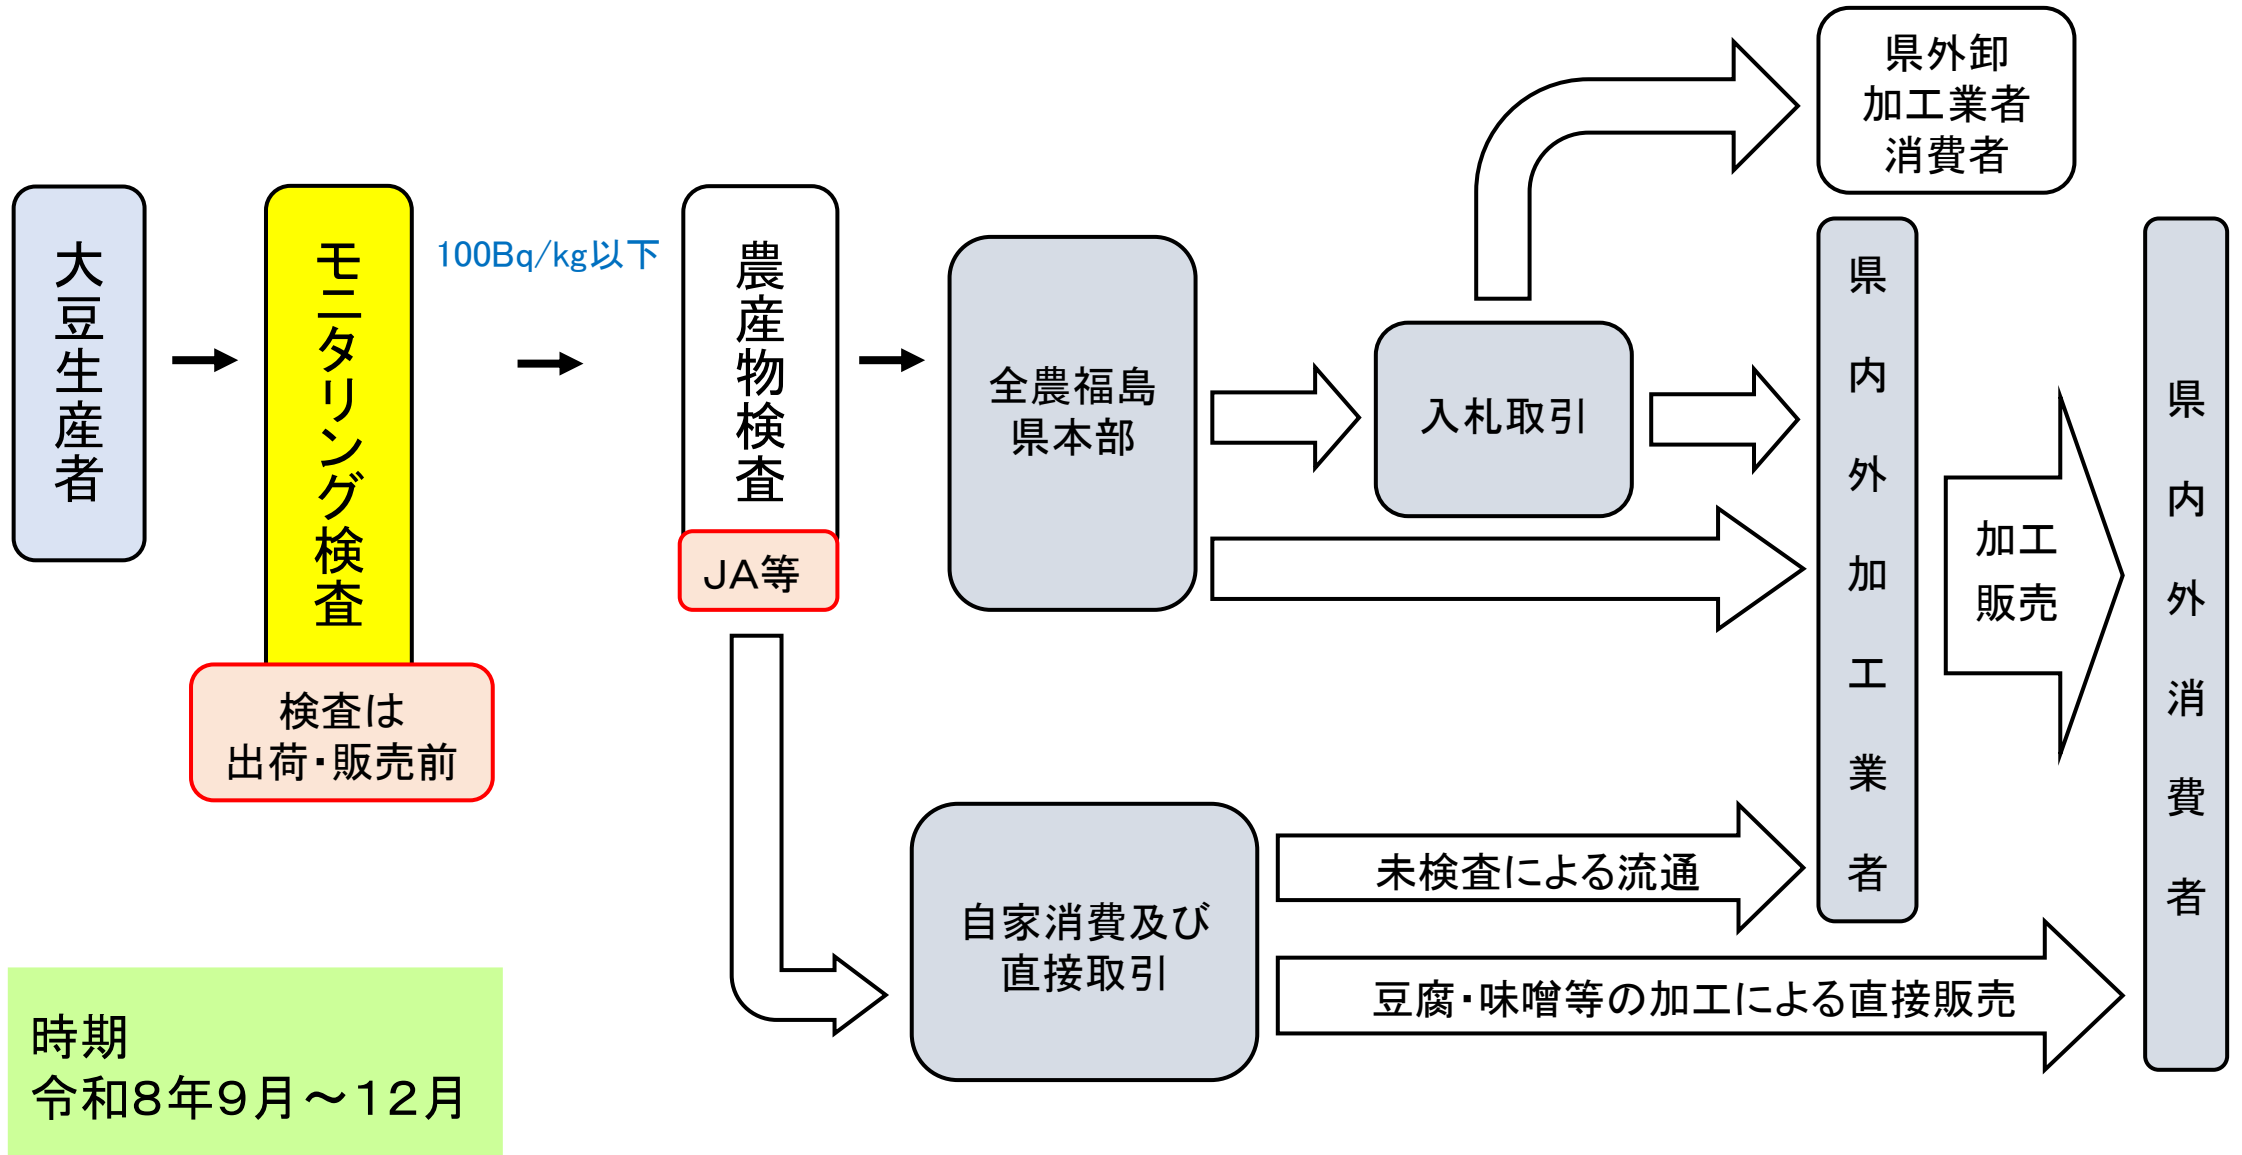 大豆生産者
モニタリング検査
検査は
出荷・販売前
100Bq/kg以下
農産物検査
JA等
全農福島
県本部
入札取引
県外卸
加工業者
消費者
県内外加工業者
加工
販売
県内外消費者
自家消費及び
直接取引
未検査による流通
豆腐・味噌等の加工による直接販売
時期
令和8年9月～12月